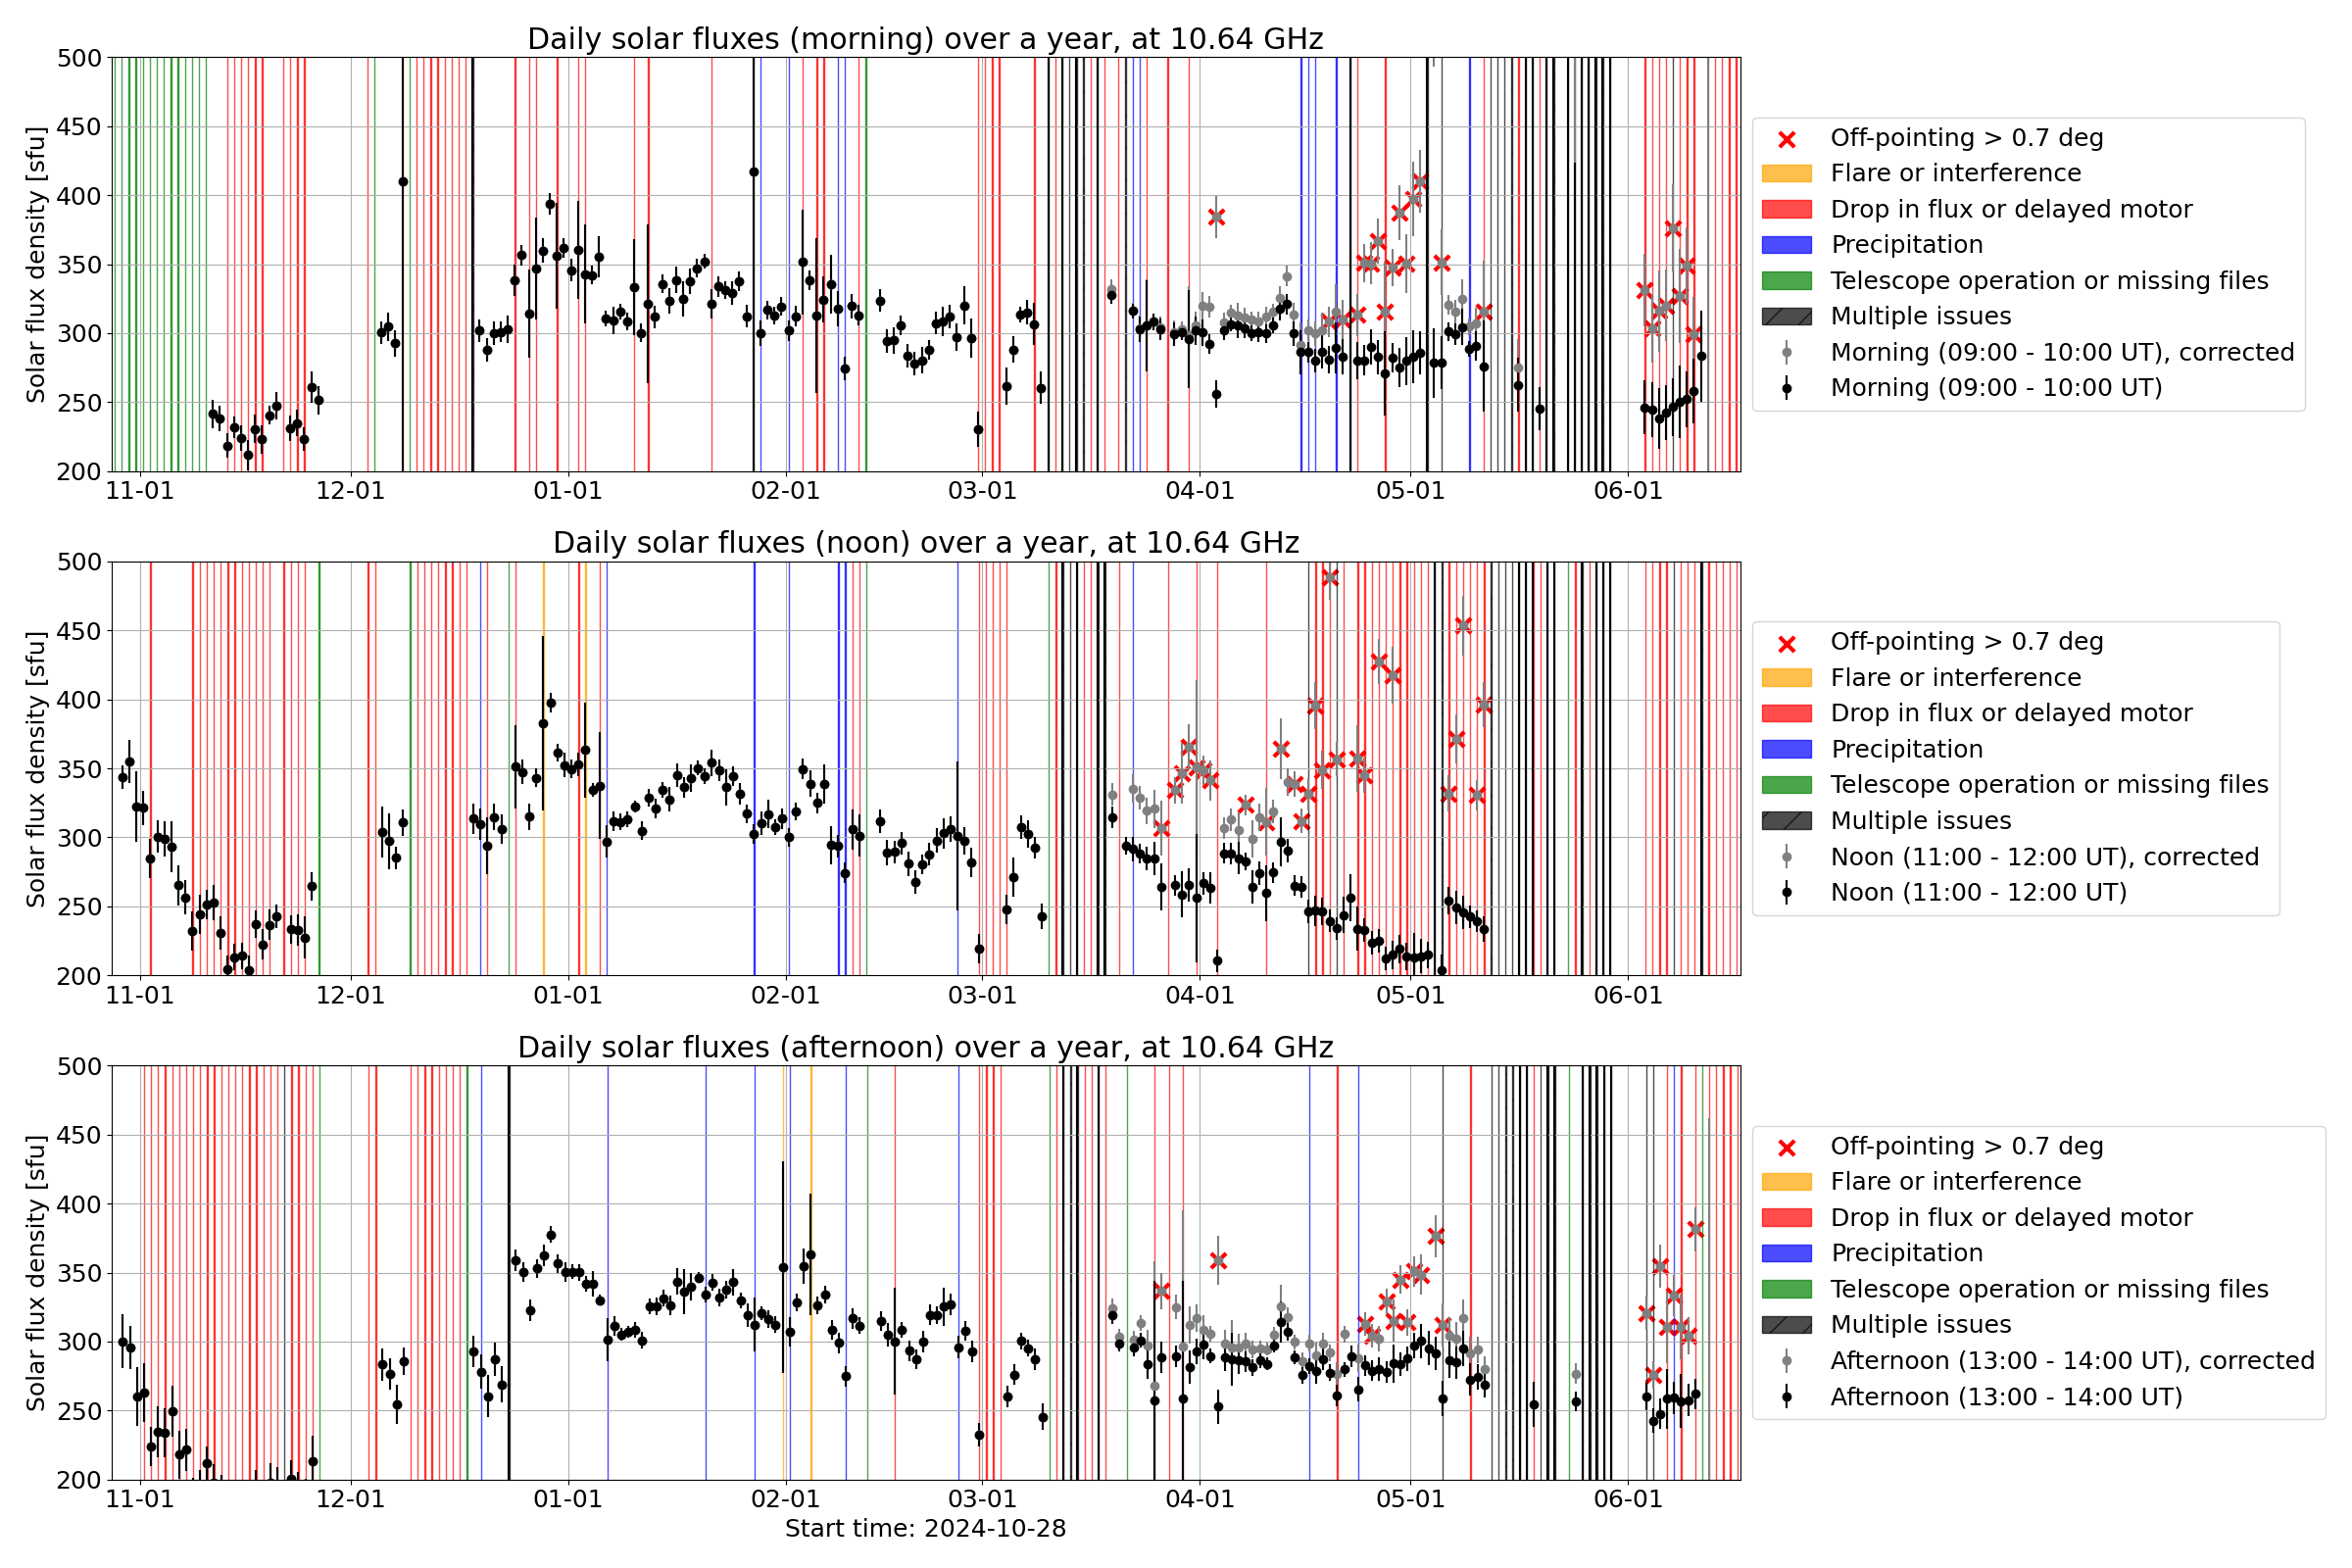 Daily solar fluxes (morning) over a year, at 10.64 GHz
Solar flux density [sfu]
500
450
400
350
300
250
200
11-01 12-01 01-01 02-01 03-01 04-01 05-01 06-01
Off-pointing > 0.7 deg
Flare or interference
Drop in flux or delayed motor
Precipitation
Telescope operation or missing files
Multiple issues
Morning (09:00 - 10:00 UT), corrected
Morning (09:00 - 10:00 UT)
Daily solar fluxes (noon) over a year, at 10.64 GHz
Solar flux density [sfu]
500
450
400
350
300
250
200
11-01 12-01 01-01 02-01 03-01 04-01 05-01 06-01
Off-pointing > 0.7 deg
Flare or interference
Drop in flux or delayed motor
Precipitation
Telescope operation or missing files
Multiple issues
Noon (11:00 - 12:00 UT), corrected
Noon (11:00 - 12:00 UT)
Daily solar fluxes (afternoon) over a year, at 10.64 GHz
Solar flux density [sfu]
500
450
400
350
300
250
200
11-01 12-01 01-01 02-01 03-01 04-01 05-01 06-01
Start time: 2024-10-28
Off-pointing > 0.7 deg
Flare or interference
Drop in flux or delayed motor
Precipitation
Telescope operation or missing files
Multiple issues
Afternoon (13:00 - 14:00 UT), corrected
Afternoon (13:00 - 14:00 UT)